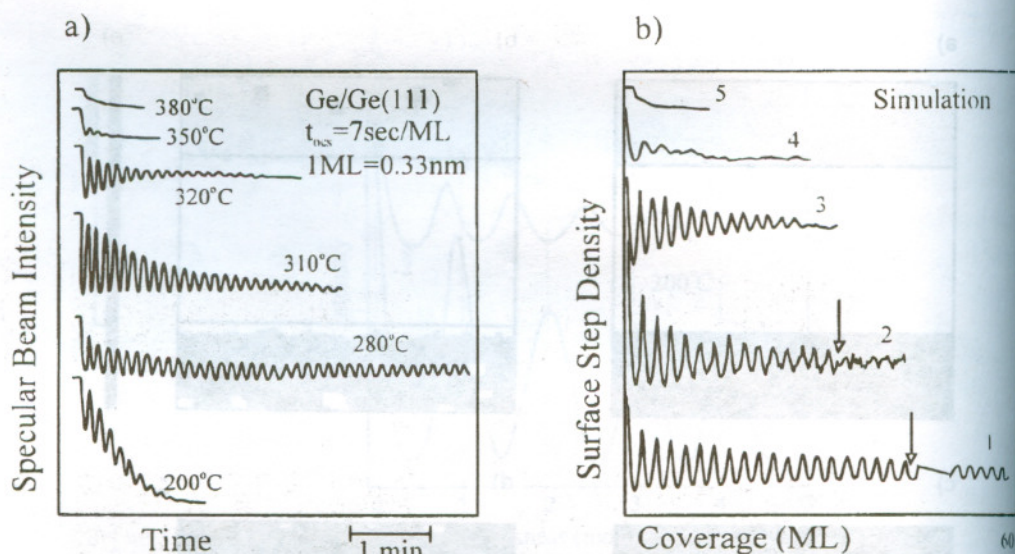 a)
Specular Beam Intensity
380°C
350°C
320°C
310°C
280°C
200°C
Ge/Ge(111)
t_osc=7sec/ML
1ML=0.33nm
Time
1 min
b)
Surface Step Density
5
Simulation
4
3
2
1
Coverage (ML)
60